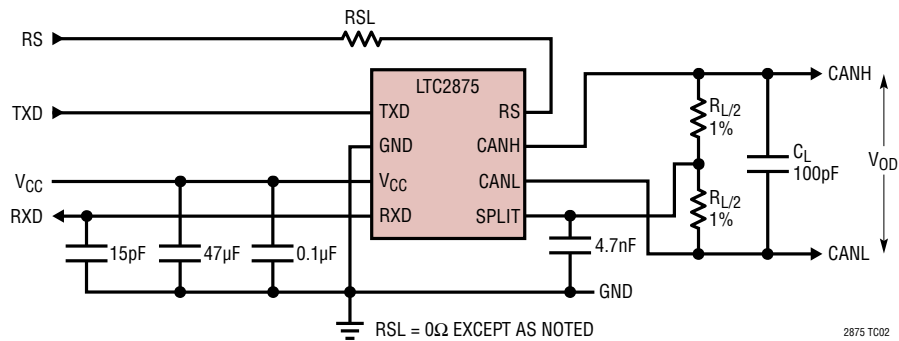 RSL
RS
LTC2875
TXD
TXD
RS
GND
CANH
VCC
VCC
CANL
RXD
RXD
SPLIT
15pF
47µF
0.1µF
4.7nF
GND
RL/2
1%
RL/2
1%
CL
100pF
CANH
VOD
CANL
RSL = 0Ω EXCEPT AS NOTED
2875 TC02